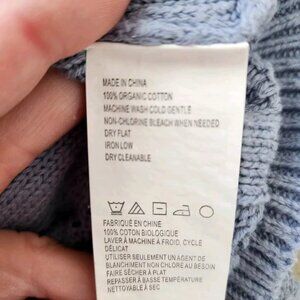 MADE IN CHINA
100% ORGANIC COTTON
MACHINE WASH COLD GENTLE
NON-CHLORINE BLEACH WHEN NEEDED
DRY FLAT
IRON LOW
DRY CLEANABLE
FABRIQUÉ EN CHINE
100% COTON BIOLOGIQUE
LAVER À MACHINE À FROID, CYCLE
DÉLICAT
UTILISER SEULEMENT UN AGENT DE
BLANCHIMENT NON CHLORÉ AU BESOIN
FAIRE SÉCHER À PLAT
REPASSER À BASSE TEMPÉRATURE
NETTOYABLE À SEC